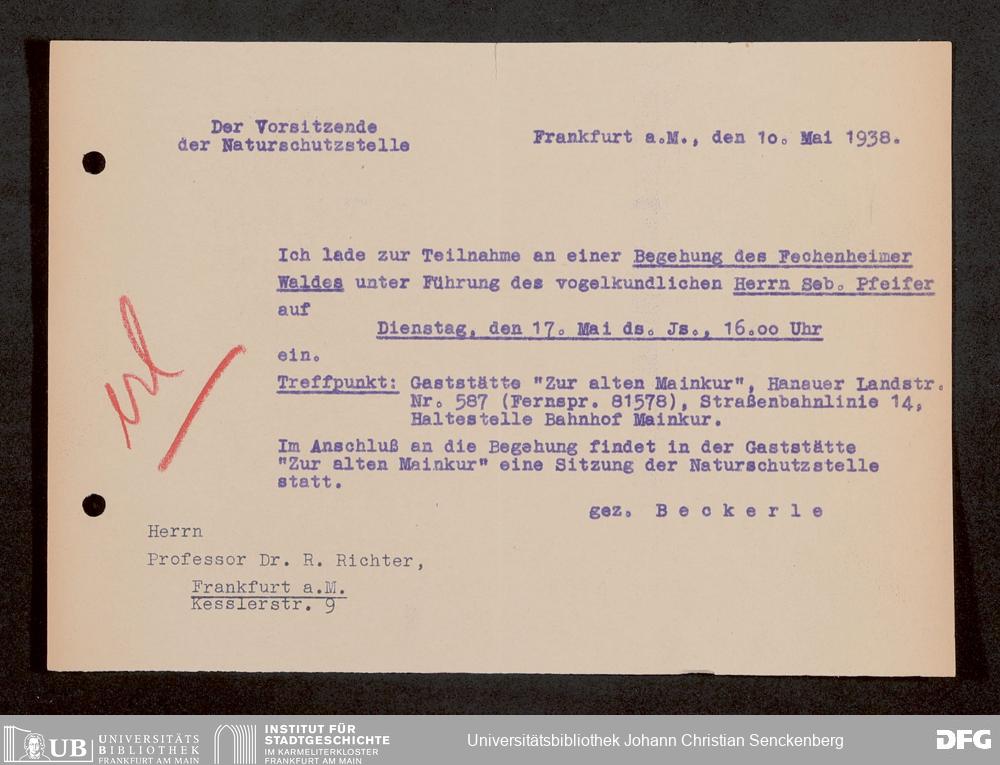 Der Vorsitzende
der Naturschutzstelle
Frankfurt a.M., den 10. Mai 1938.
Ich lade zur Teilnahme an einer Begehung des Fechenheimer
Waldes unter Führung des vogelkundlichen Herrn Seb. Pfeifer
auf
Dienstag, den 17. Mai ds. Js., 16.00 Uhr
ein.
Treffpunkt: Gaststätte "Zur alten Mainkur", Hanauer Landstr.
Nr. 587 (Fernspr. 81578), Straßenbahnlinie 14,
Haltestelle Bahnhof Mainkur.
Im Anschluß an die Begehung findet in der Gaststätte
"Zur alten Mainkur" eine Sitzung der Naturschutzstelle
statt.
gez. Beckerle
erl
Herrn
Professor Dr. R. Richter,
Frankfurt a.M.
Kesslerstr. 9
UB UNIVERSITÄTS
BIBLIOTHEK
FRANKFURT AM MAIN
INSTITUT FÜR
STADTGESCHICHTE
IM KARMELITERKLOSTER
FRANKFURT AM MAIN
Universitätsbibliothek Johann Christian Senckenberg
DFG